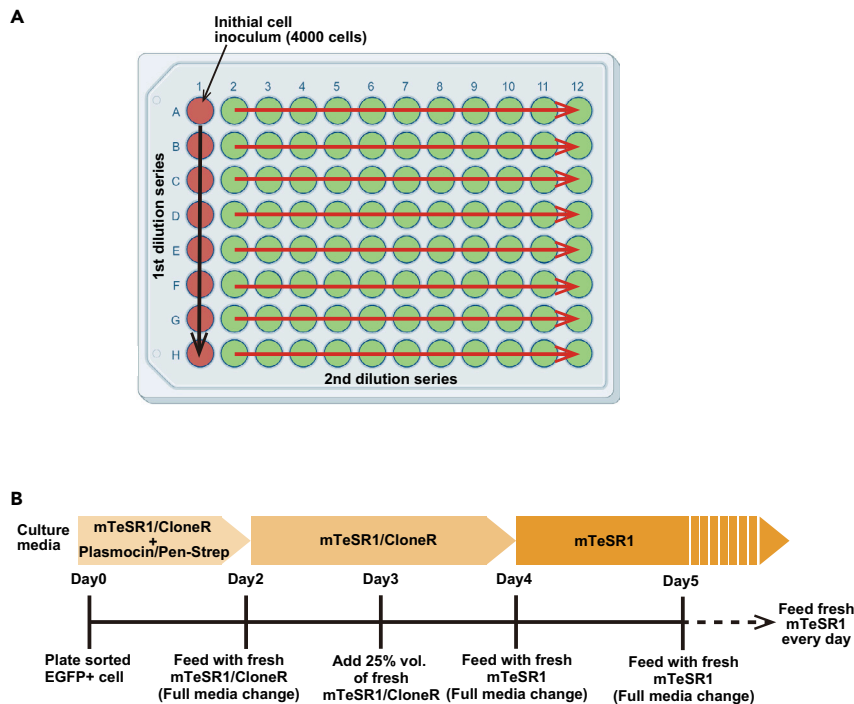 A
Inithial cell
inoculum (4000 cells)
1 2 3 4 5 6 7 8 9 10 11 12
A
B
C
D
E
F
G
H
1st dilution series
2nd dilution series
B
Culture
media
mTeSR1/CloneR
+
Plasmocin/Pen-Strep
mTeSR1/CloneR
mTeSR1
Day0 Day2 Day3 Day4 Day5
Plate sorted
EGFP+ cell
Feed with fresh
mTeSR1/CloneR
(Full media change)
Add 25% vol.
of fresh
mTeSR1/CloneR
Feed with fresh
mTeSR1
(Full media change)
Feed with fresh
mTeSR1
(Full media change)
Feed fresh
mTeSR1
every day